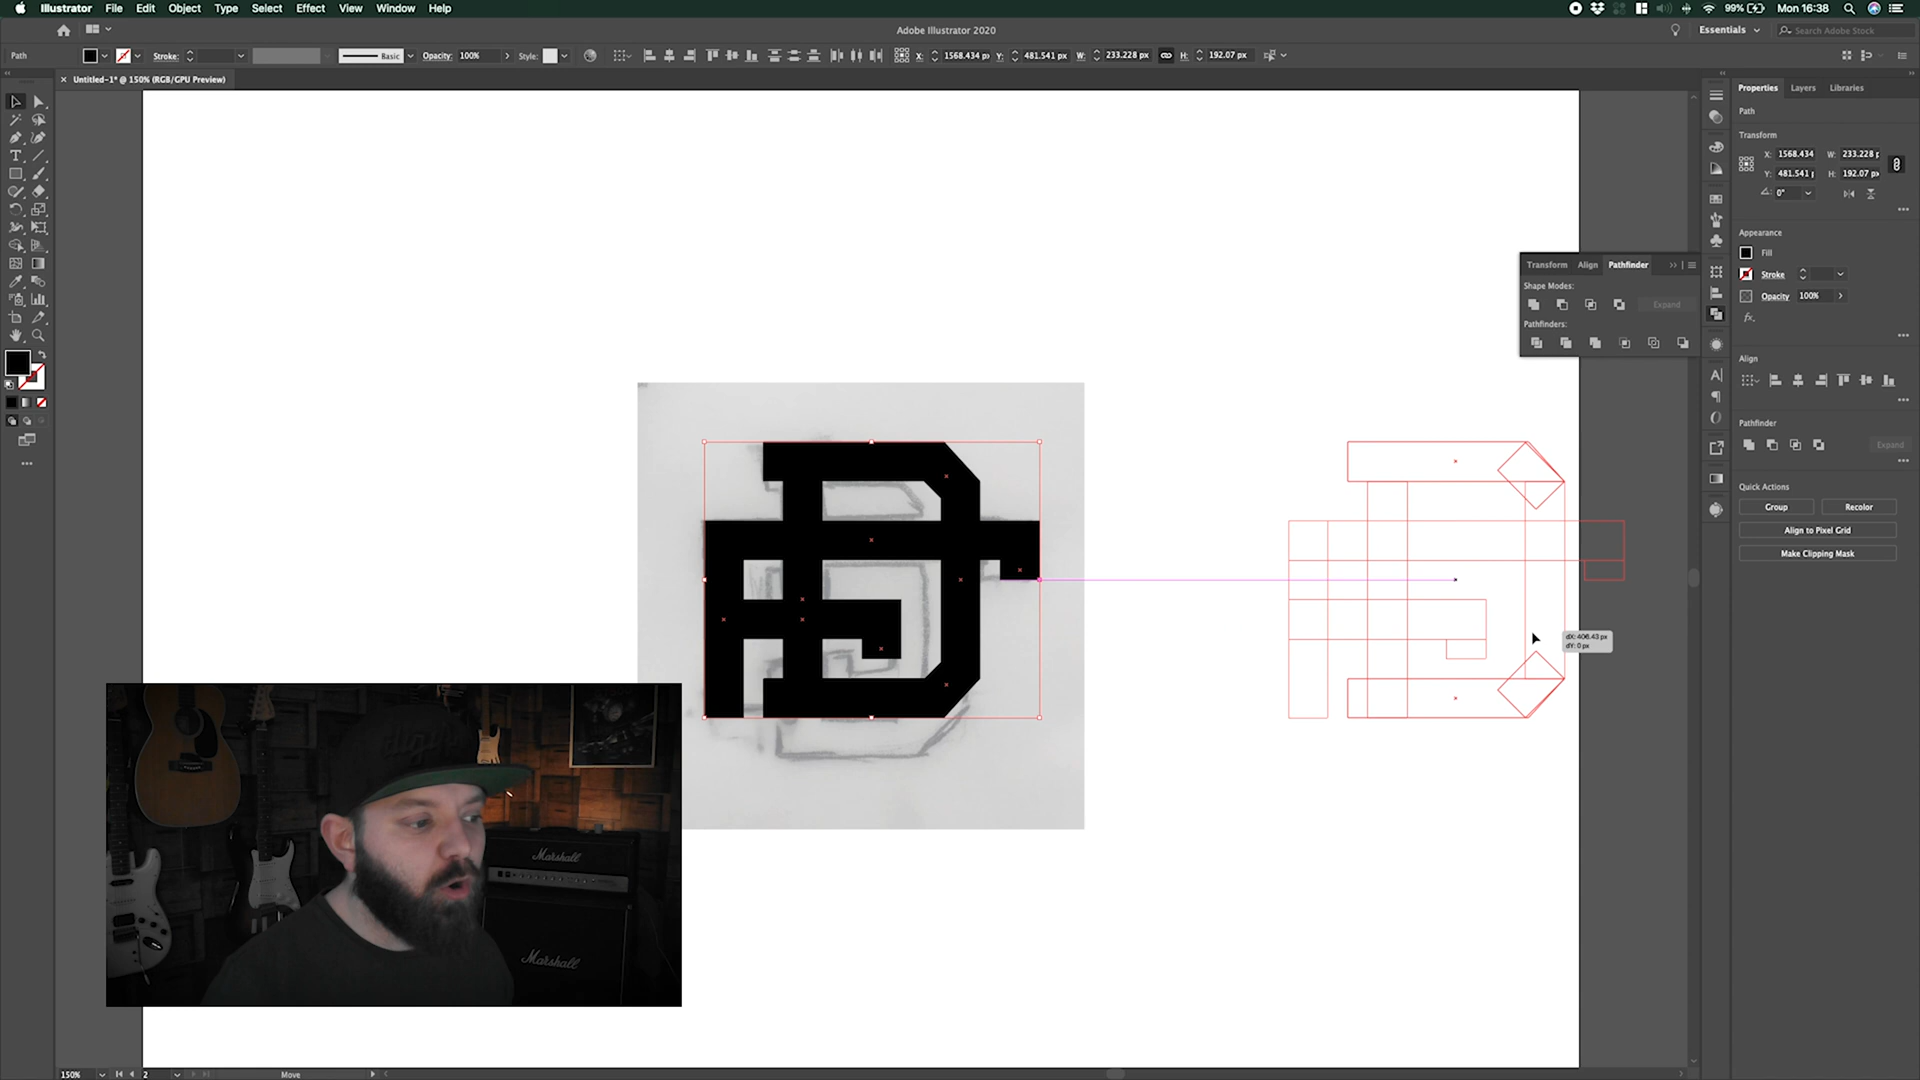 Illustrator File Edit Object Type Select Effect View Window Help
99% Mon 16:38
Adobe Illustrator 2020
Essentials
Search Adobe Stock
Path Stroke: Basic Opacity: 100% Style: X: 1568.434 p Y: 481.541 px W: 233.228 p H: 192.07 px
× Untitled-1* @ 150% (RGB/GPU Preview)
Properties Layers Libraries
Path
Transform
X: 1568.434 W: 233.228 p
Y: 481.541 p H: 192.07 px
0°
Appearance
Fill
Stroke
Opacity 100%
fx.
Align
Pathfinder
Expand
Quick Actions
Group Recolor
Align to Pixel Grid
Make Clipping Mask
Transform Align Pathfinder
Shape Modes:
Expand
Pathfinders:
dX: 406.43 px
dY: 0 px
Marshall
Marshall
150% 2 Move